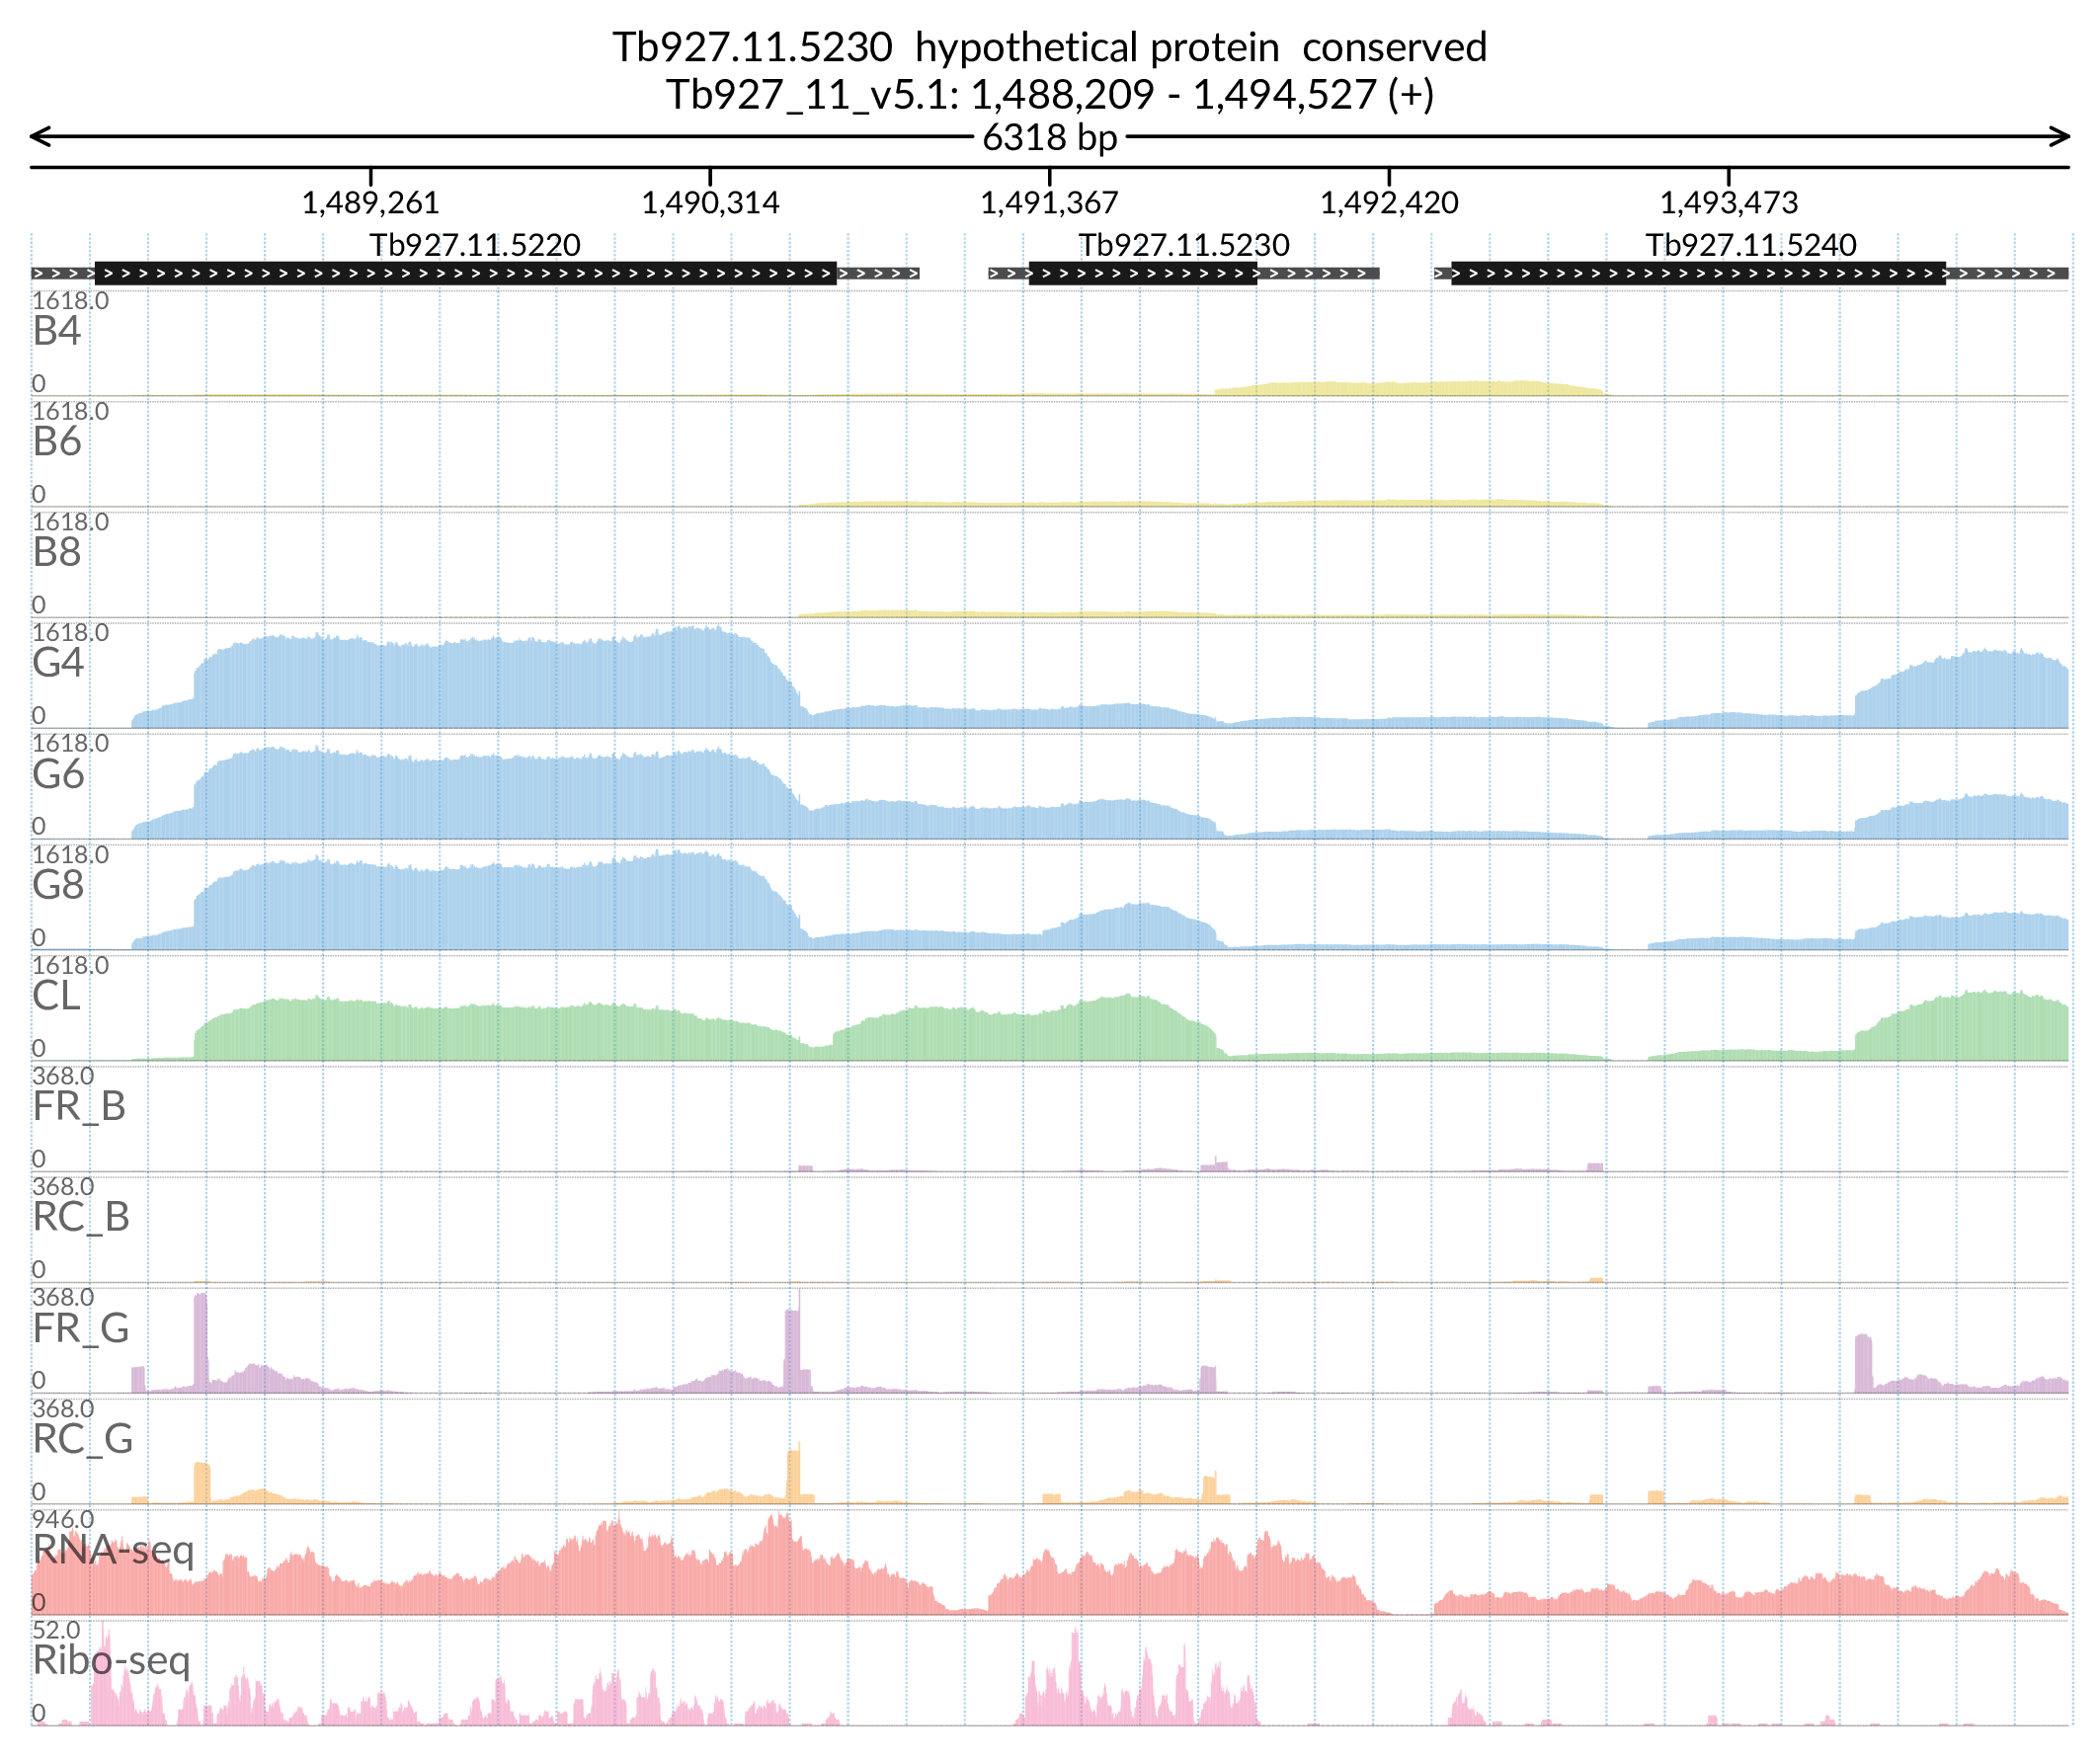 Tb927.11.5230  hypothetical protein  conserved
Tb927_11_v5.1: 1,488,209 - 1,494,527 (+)
6318 bp
1,489,261 1,490,314 1,491,367 1,492,420 1,493,473
Tb927.11.5220 Tb927.11.5230 Tb927.11.5240
1618.0
B4
0
1618.0
B6
0
1618.0
B8
0
1618.0
G4
0
1618.0
G6
0
1618.0
G8
0
1618.0
CL
0
368.0
FR_B
0
368.0
RC_B
0
368.0
FR_G
0
368.0
RC_G
0
946.0
RNA-seq
0
52.0
Ribo-seq
0